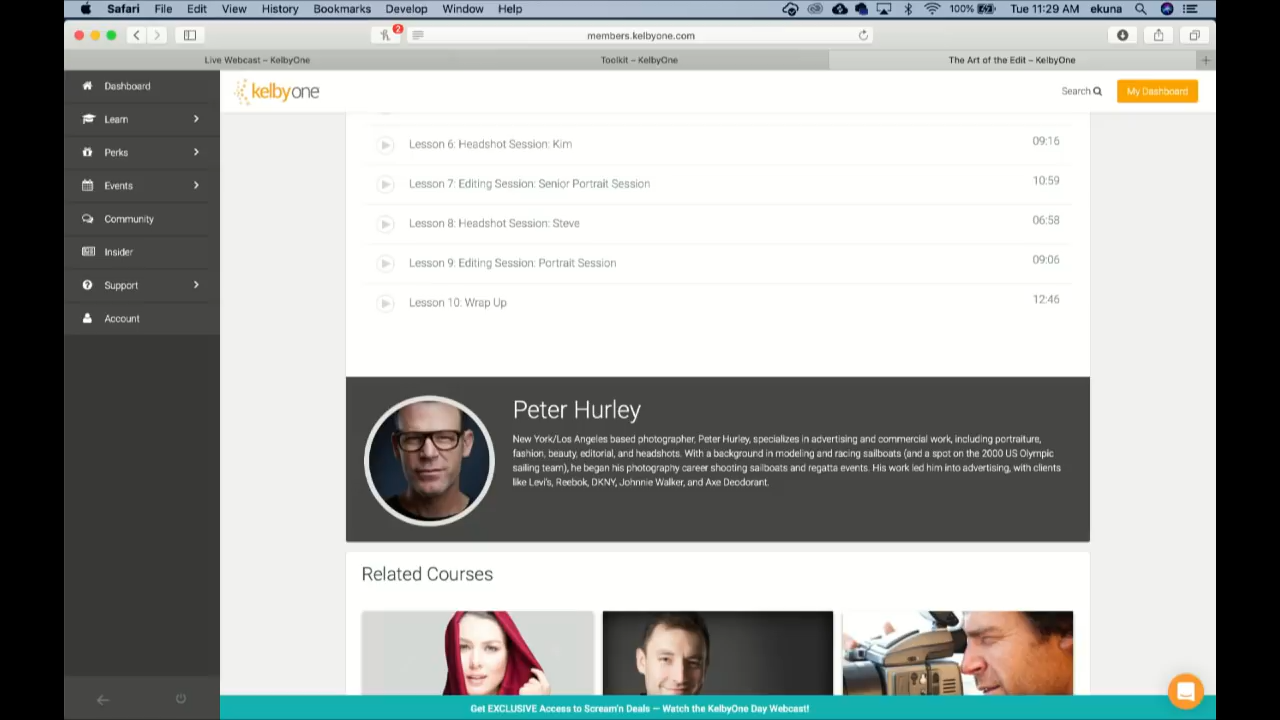 Safari File Edit View History Bookmarks Develop Window Help 100% Tue 11:29 AM ekuna
2 members.kelbyone.com
Live Webcast – KelbyOne Toolkit – KelbyOne The Art of the Edit – KelbyOne
Dashboard
Learn
Perks
Events
Community
Insider
Support
Account
kelbyone Search My Dashboard
Lesson 6: Headshot Session: Kim 09:16
Lesson 7: Editing Session: Senior Portrait Session 10:59
Lesson 8: Headshot Session: Steve 06:58
Lesson 9: Editing Session: Portrait Session 09:06
Lesson 10: Wrap Up 12:46
Peter Hurley
New York/Los Angeles based photographer, Peter Hurley, specializes in advertising and commercial work, including portraiture,
fashion, beauty, editorial, and headshots. With a background in modeling and racing sailboats (and a spot on the 2000 US Olympic
sailing team), he began his photography career shooting sailboats and regatta events. His work led him into advertising, with clients
like Levi's, Reebok, DKNY, Johnnie Walker, and Axe Deodorant.
Related Courses
Get EXCLUSIVE Access to Scream'n Deals — Watch the KelbyOne Day Webcast!